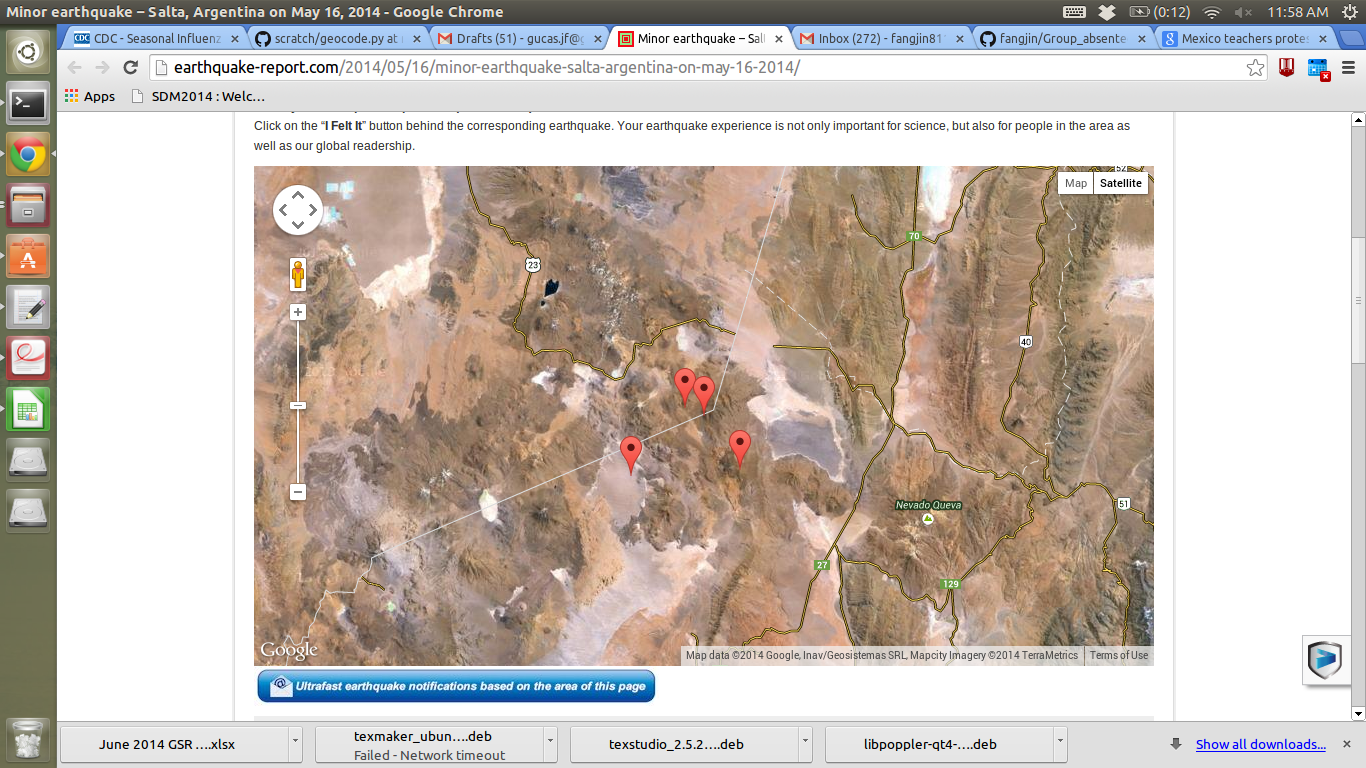 Minor earthquake – Salta, Argentina on May 16, 2014 - Google Chrome
(0:12)
11:58 AM
CDC - Seasonal Influenz
scratch/geocode.py at
Drafts (51) - gucas.jf@g
Minor earthquake – Sal
Inbox (272) - fangjin81
fangjin/Group_absente
Mexico teachers protes
earthquake-report.com/2014/05/16/minor-earthquake-salta-argentina-on-may-16-2014/
Apps
SDM2014 : Welc...
Click on the “I Felt It” button behind the corresponding earthquake. Your earthquake experience is not only important for science, but also for people in the area as
well as our global readership.
52
Map
Satellite
70
23
40
Nevado Queva
51
27
129
Google
Map data ©2014 Google, Inav/Geosistemas SRL, Mapcity Imagery ©2014 TerraMetrics
Terms of Use
Ultrafast earthquake notifications based on the area of this page
June 2014 GSR ....xlsx
texmaker_ubun....deb
Failed - Network timeout
texstudio_2.5.2....deb
libpoppler-qt4-....deb
Show all downloads...